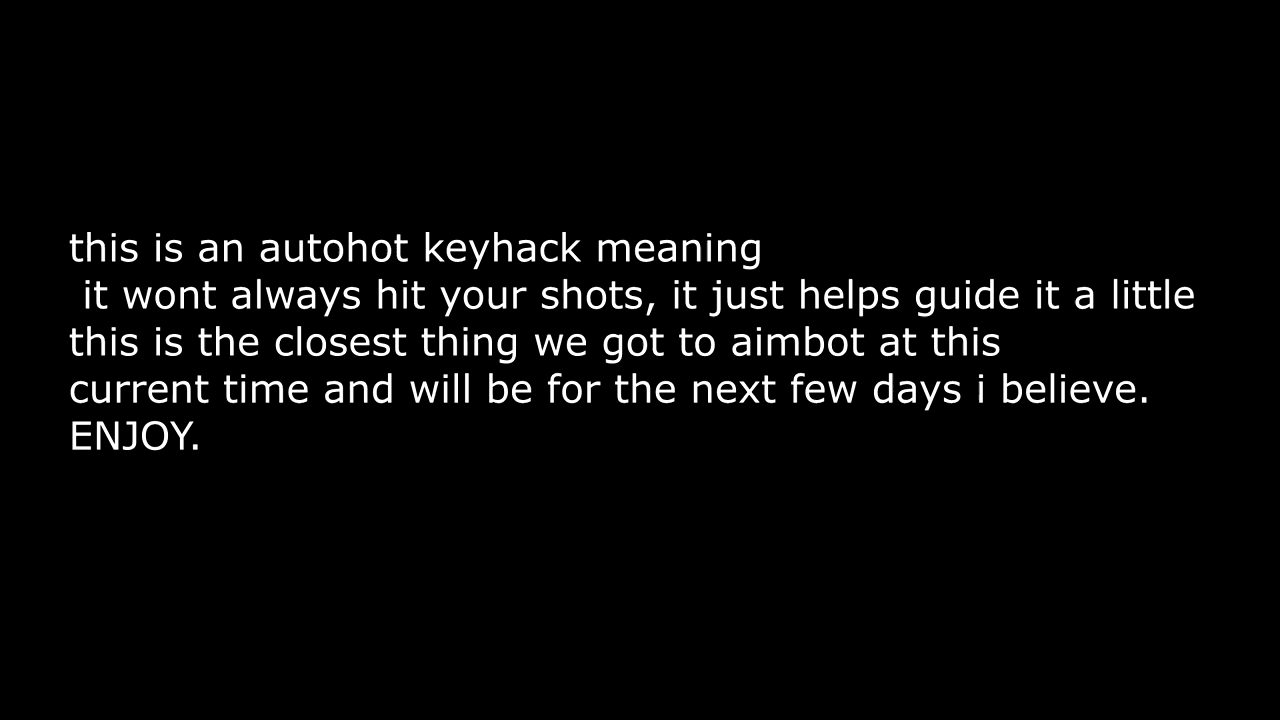 this is an autohot keyhack meaning
it wont always hit your shots, it just helps guide it a little
this is the closest thing we got to aimbot at this
current time and will be for the next few days i believe.
ENJOY.